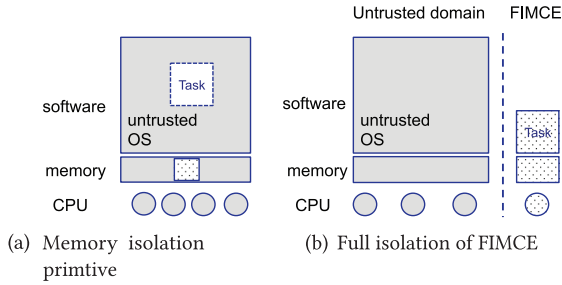 Untrusted domain FIMCE
Task
software
untrusted
OS
memory
CPU
software
untrusted
OS
Task
memory
CPU
(a) Memory isolation
primtive
(b) Full isolation of FIMCE